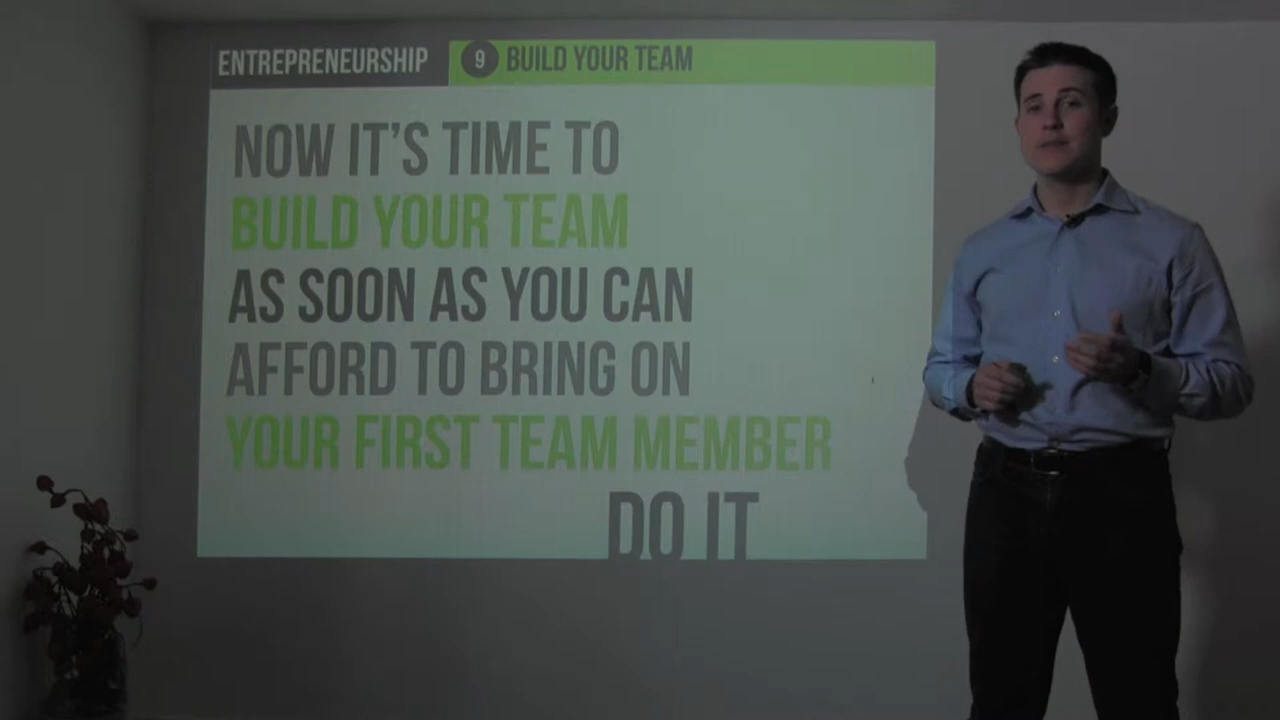 ENTREPRENEURSHIP
9 BUILD YOUR TEAM
NOW IT'S TIME TO
BUILD YOUR TEAM
AS SOON AS YOU CAN
AFFORD TO BRING ON
YOUR FIRST TEAM MEMBER
DO IT